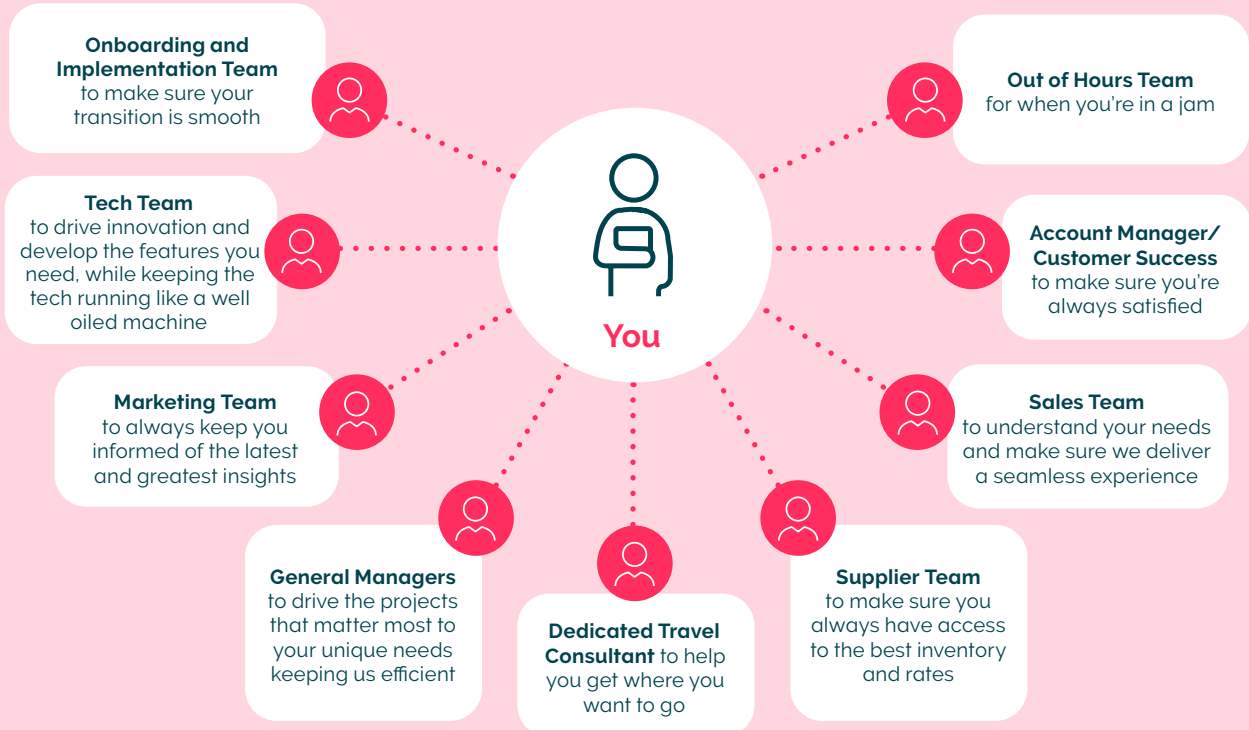 Onboarding and
Implementation Team
to make sure your
transition is smooth
Out of Hours Team
for when you're in a jam
Tech Team
to drive innovation and
develop the features you
need, while keeping the
tech running like a well
oiled machine
You
Account Manager/
Customer Success
to make sure you're
always satisfied
Marketing Team
to always keep you
informed of the latest
and greatest insights
Sales Team
to understand your needs
and make sure we deliver
a seamless experience
General Managers
to drive the projects
that matter most to
your unique needs
keeping us efficient
Dedicated Travel
Consultant to help
you get where you
want to go
Supplier Team
to make sure you
always have access
to the best inventory
and rates